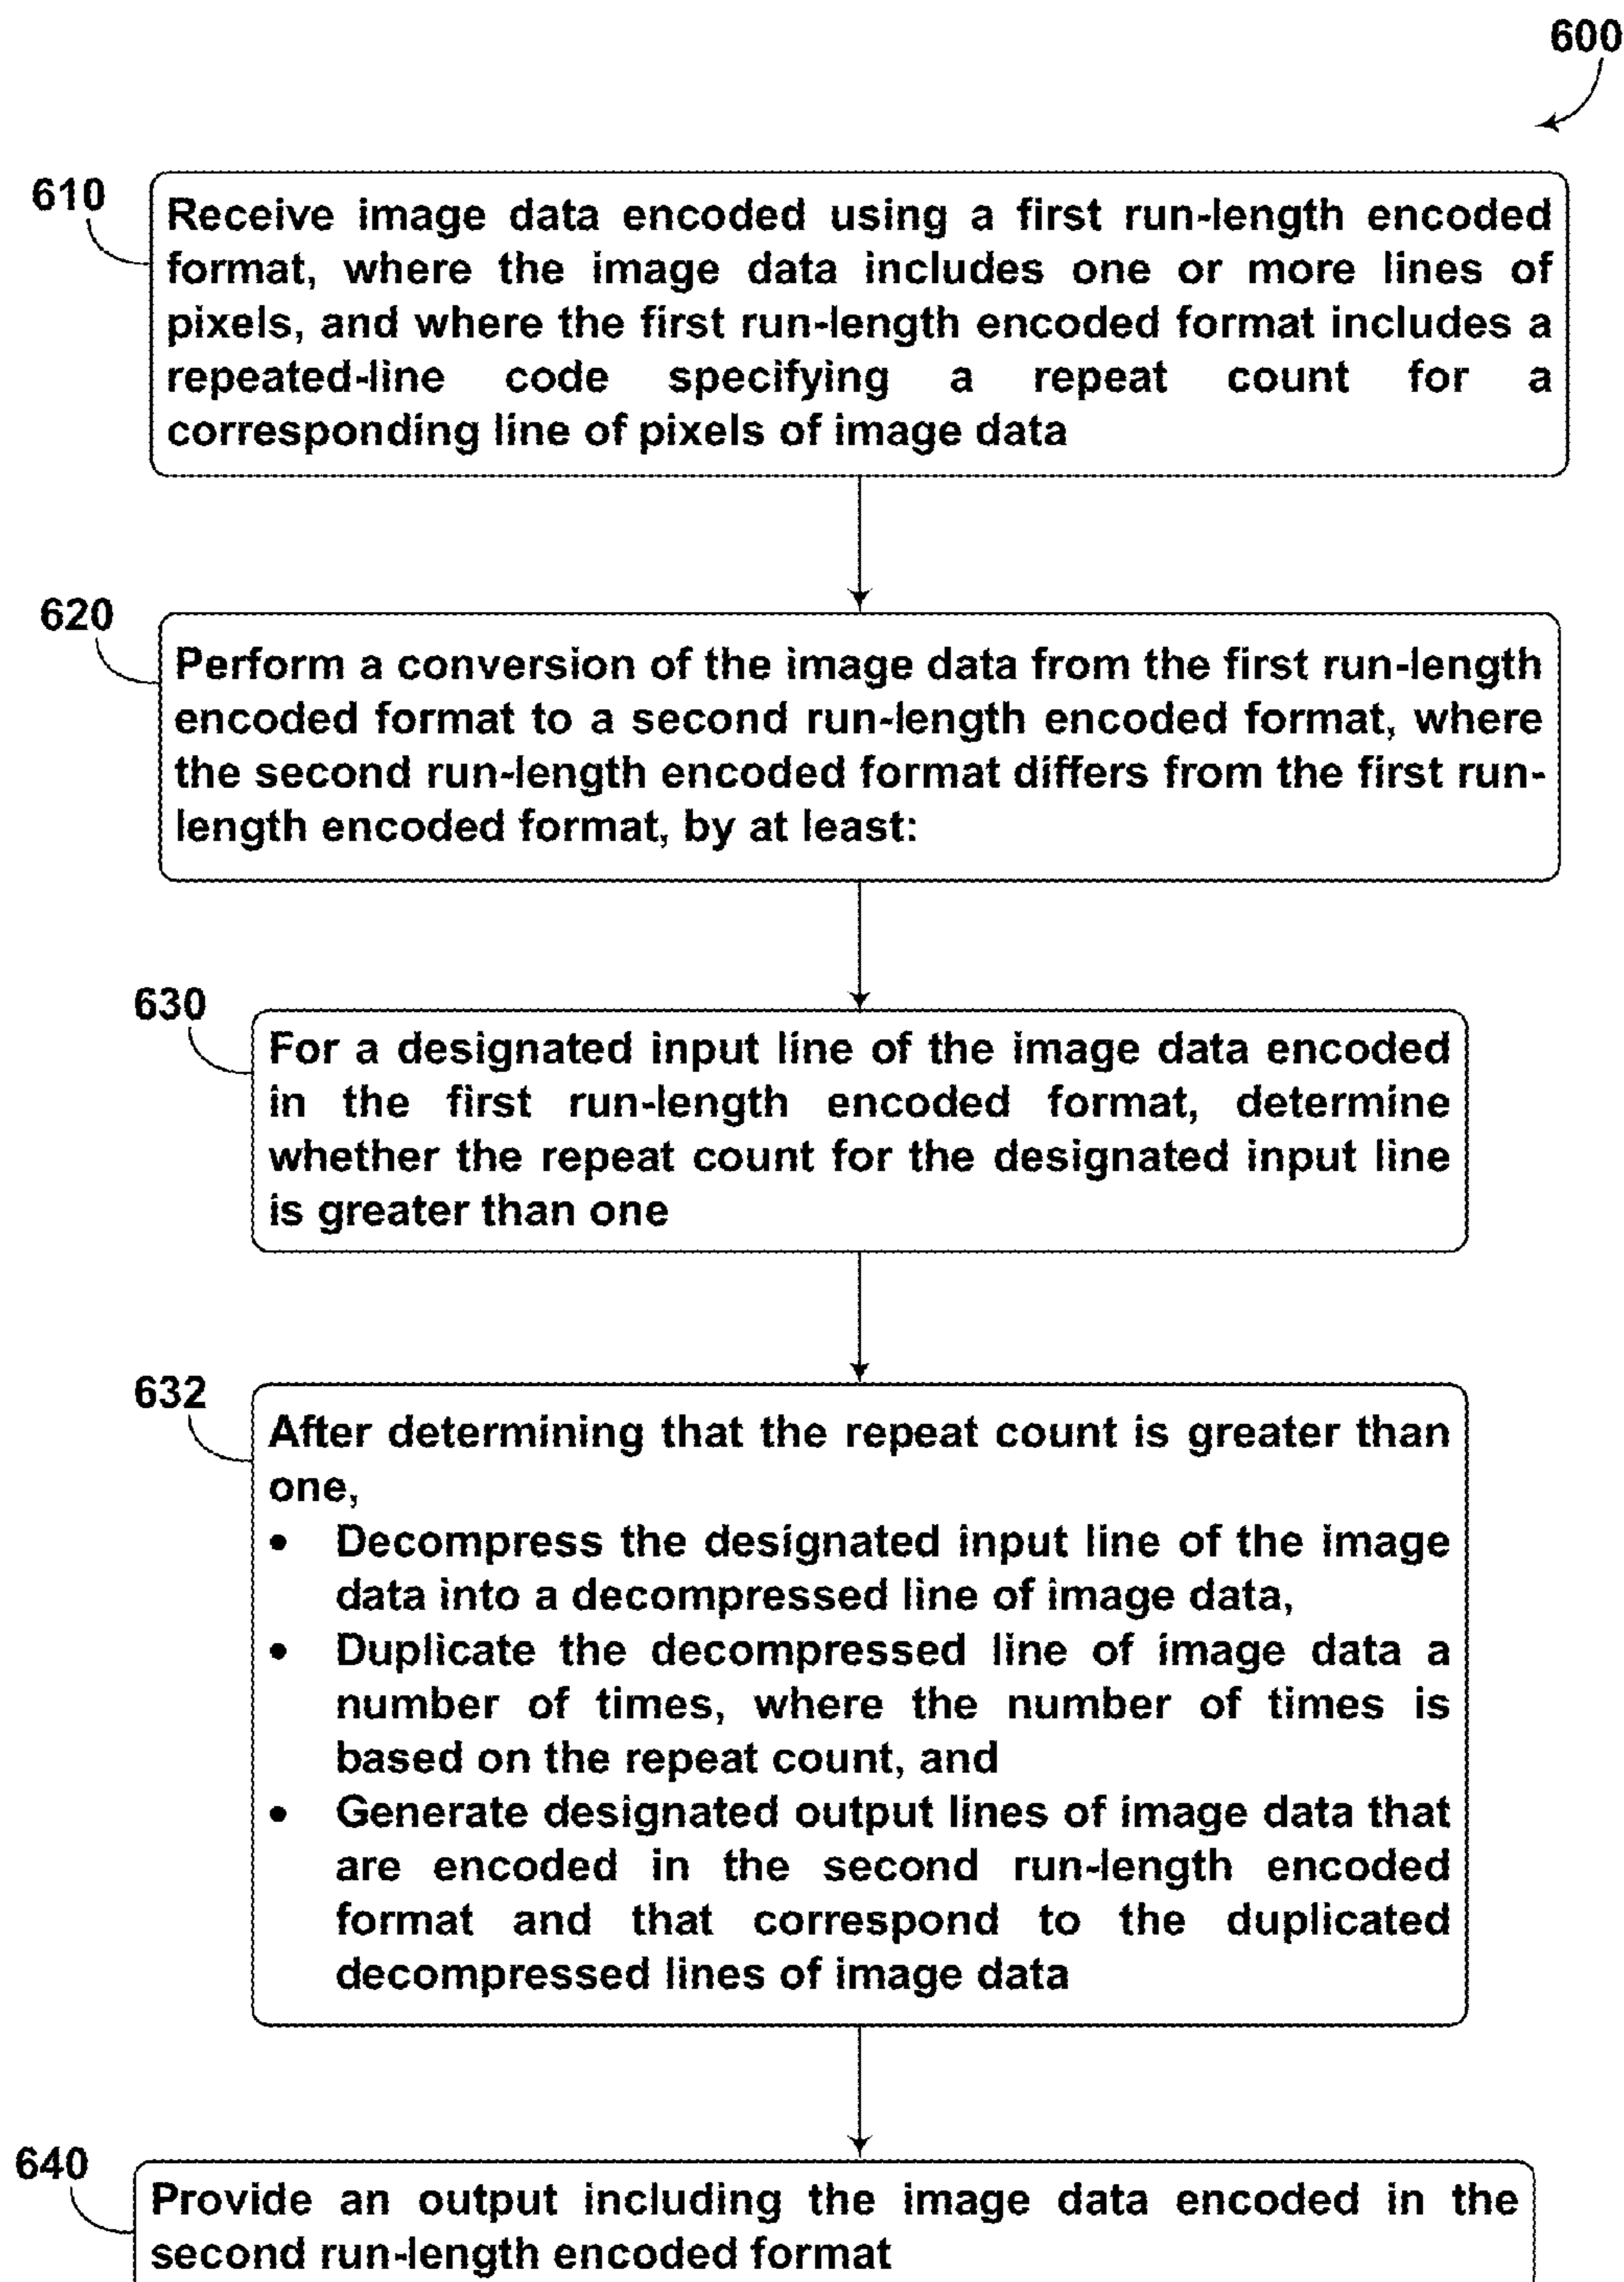 600
610
Receive image data encoded using a first run-length encoded
format, where the image data includes one or more lines of
pixels, and where the first run-length encoded format includes a
repeated-line code specifying a repeat count for a
corresponding line of pixels of image data
620
Perform a conversion of the image data from the first run-length
encoded format to a second run-length encoded format, where
the second run-length encoded format differs from the first run-
length encoded format, by at least:
630
For a designated input line of the image data encoded
in the first run-length encoded format, determine
whether the repeat count for the designated input line
is greater than one
632
After determining that the repeat count is greater than
one,
• Decompress the designated input line of the image
data into a decompressed line of image data,
• Duplicate the decompressed line of image data a
number of times, where the number of times is
based on the repeat count, and
• Generate designated output lines of image data that
are encoded in the second run-length encoded
format and that correspond to the duplicated
decompressed lines of image data
640
Provide an output including the image data encoded in the
second run-length encoded format